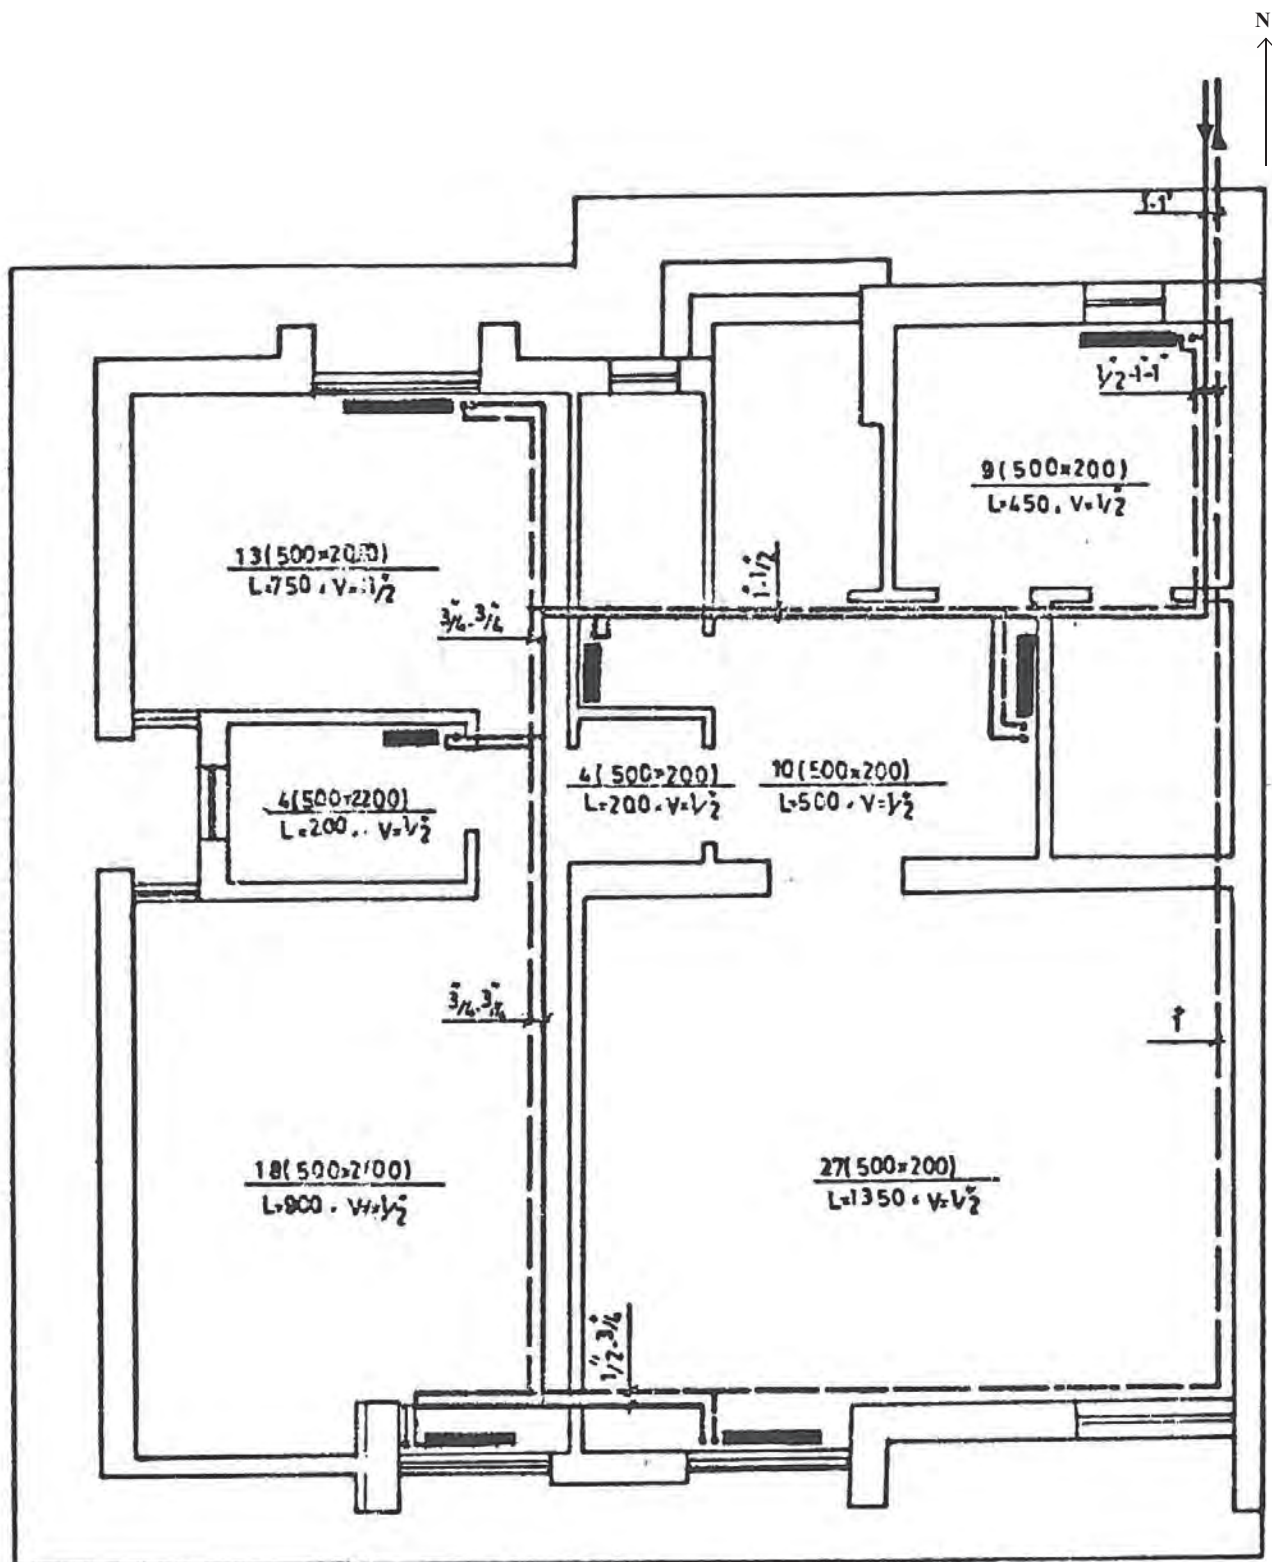 N
1-1"
1/2"-1-1"
9(500×200)
L=450, V=1/2"
13(500×200)
L=750, V=1/2"
1"-1/2"
3/4"-3/4"
4(500×2200)
L=200, V=1/2"
4(500×200)
L=200, V=1/2"
10(500×200)
L=500, V=1/2"
3/4"-3/4"
1"
18(500×2100)
L=900, V=1/2"
27(500×200)
L=1350, V=1/2"
1/2"-3/4"